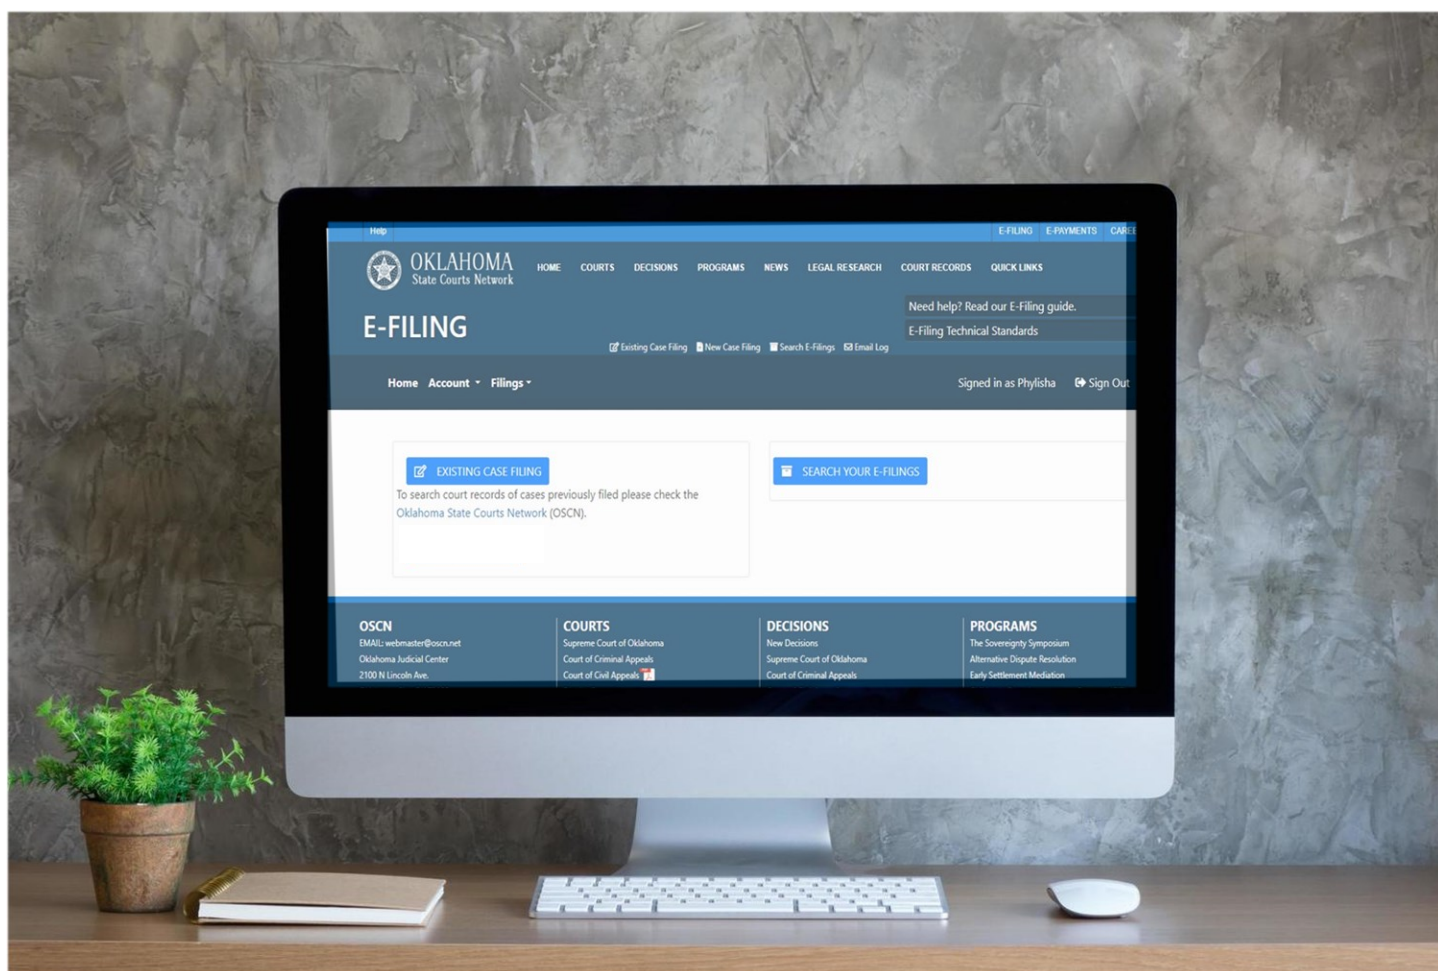 Help
E-FILING E-PAYMENTS
OKLAHOMA
State Courts Network
HOME COURTS DECISIONS PROGRAMS NEWS LEGAL RESEARCH COURT RECORDS QUICK LINKS
Need help? Read our E-Filing guide.
E-FILING
E-Filing Technical Standards
Existing Case Filing New Case Filing Search E-Filings Email Log
Home Account Filings
Signed in as Phylisha Sign Out
EXISTING CASE FILING
To search court records of cases previously filed please check the
Oklahoma State Courts Network (OSCN).
SEARCH YOUR E-FILINGS
OSCN
EMAIL: webmaster@oscn.net
Oklahoma Judicial Center
2100 N Lincoln Ave.
COURTS
Supreme Court of Oklahoma
Court of Criminal Appeals
Court of Civil Appeals
DECISIONS
New Decisions
Supreme Court of Oklahoma
Court of Criminal Appeals
PROGRAMS
The Sovereignty Symposium
Alternative Dispute Resolution
Early Settlement Mediation